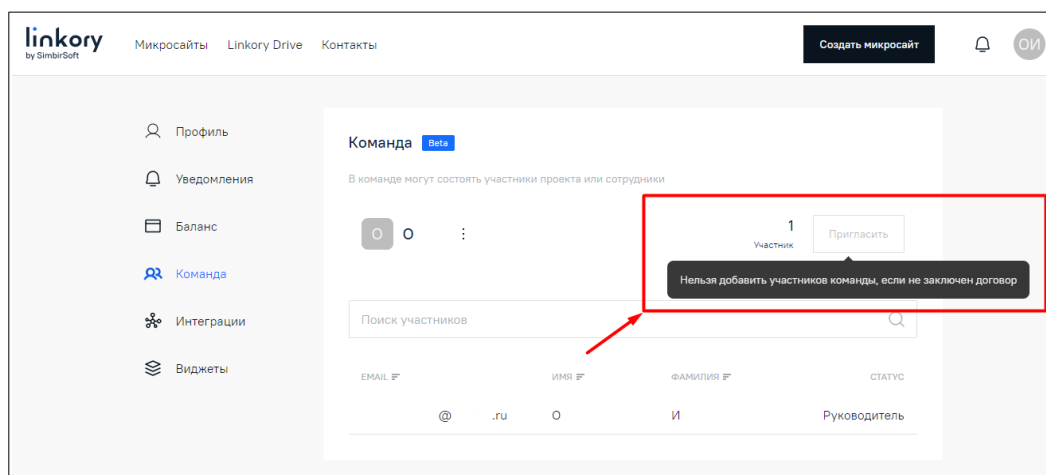 linkory
by SimbirSoft
Микросайты Linkory Drive Контакты
Создать микросайт
ОИ
Профиль
Уведомления
Баланс
Команда
Интеграции
Виджеты
Команда Beta
В команде могут состоять участники проекта или сотрудники
О О
1
Участник
Пригласить
Нельзя добавить участников команды, если не заключен договор
Поиск участников
EMAIL ИМЯ ФАМИЛИЯ СТАТУС
@ .ru О И Руководитель